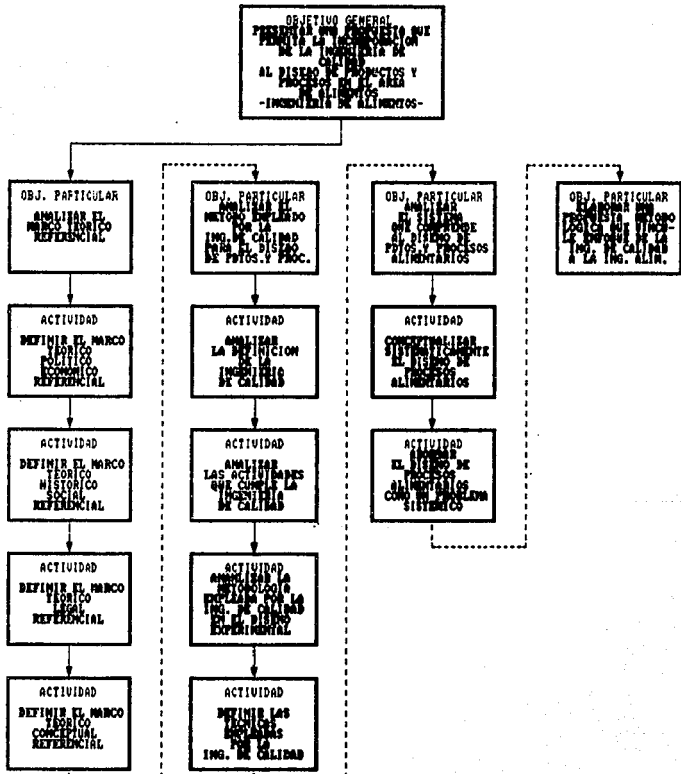 OBJETIVO GENERAL
PRESENTAR UNA PROPUESTA QUE
PERMITA LA INCORPORACION
DE LA INGENIERIA DE
CALIDAD
AL DISEÑO DE PRODUCTOS Y
PROCESOS EN EL AREA
DE ALIMENTOS
-INGENIERIA DE ALIMENTOS-
OBJ. PARTICULAR
ANALIZAR EL
MARCO TEORICO
REFERENCIAL
ACTIVIDAD
DEFINIR EL MARCO
TEORICO
POLITICO
ECONOMICO
REFERENCIAL
ACTIVIDAD
DEFINIR EL MARCO
TEORICO
HISTORICO
SOCIAL
REFERENCIAL
ACTIVIDAD
DEFINIR EL MARCO
TEORICO
LEGAL
REFERENCIAL
ACTIVIDAD
DEFINIR EL MARCO
TEORICO
CONCEPTUAL
REFERENCIAL
OBJ. PARTICULAR
ANALIZAR EL
METODO EMPLEADO
POR LA
ING. DE CALIDAD
PARA EL DISEÑO
DE PDTOS. Y PROC.
ACTIVIDAD
ANALIZAR
LA DEFINICION
DE LA
INGENIERIA
DE CALIDAD
ACTIVIDAD
ANALIZAR
LAS ACTIVIDADES
QUE CUMPLE LA
INGENIERIA
DE CALIDAD
ACTIVIDAD
ANAMLIZAR LA
METODOLOGIA
EMPLEADA POR LA
ING. DE CALIDAD
EN EL DISEÑO
EXPERIMENTAL
ACTIVIDAD
DEFINIR LAS
TECNICAS
EMPLEADAS
POR LA
ING. DE CALIDAD
OBJ. PARTICULAR
ANALIZAR
EL SISTEMA
QUE COMPRENDE
AL DISEÑO DE
PDTOS. Y PROCESOS
ALIMENTARIOS
ACTIVIDAD
CONCEPTUALIZAR
SISTEMATICAMENTE
EL DISEÑO DE
PROCESOS
ALIMENTARIOS
ACTIVIDAD
ABORDAR
EL DISEÑO DE
PROCESOS
ALIMENTARIOS
COMO UN PROBLEMA
SISTEMICO
OBJ. PARTICULAR
ELABORAR UNA
PROPUESTA METODO
LOGICA QUE VINCU-
LE ENFOQUE DE LA
ING. DE CALIDAD
A LA ING. ALIM.